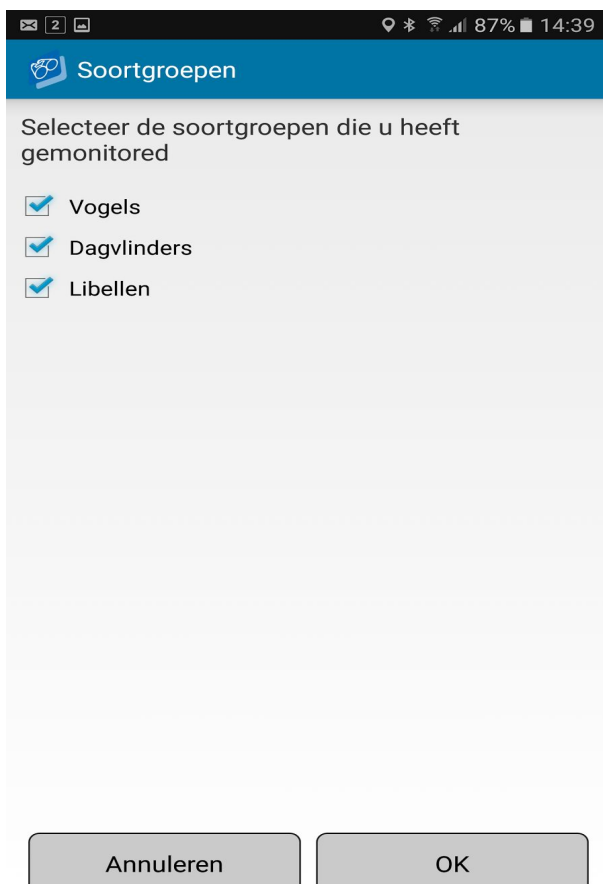 2 87% 14:39
Soortgroepen
Selecteer de soortgroepen die u heeft
gemonitored
Vogels
Dagvlinders
Libellen
Annuleren OK